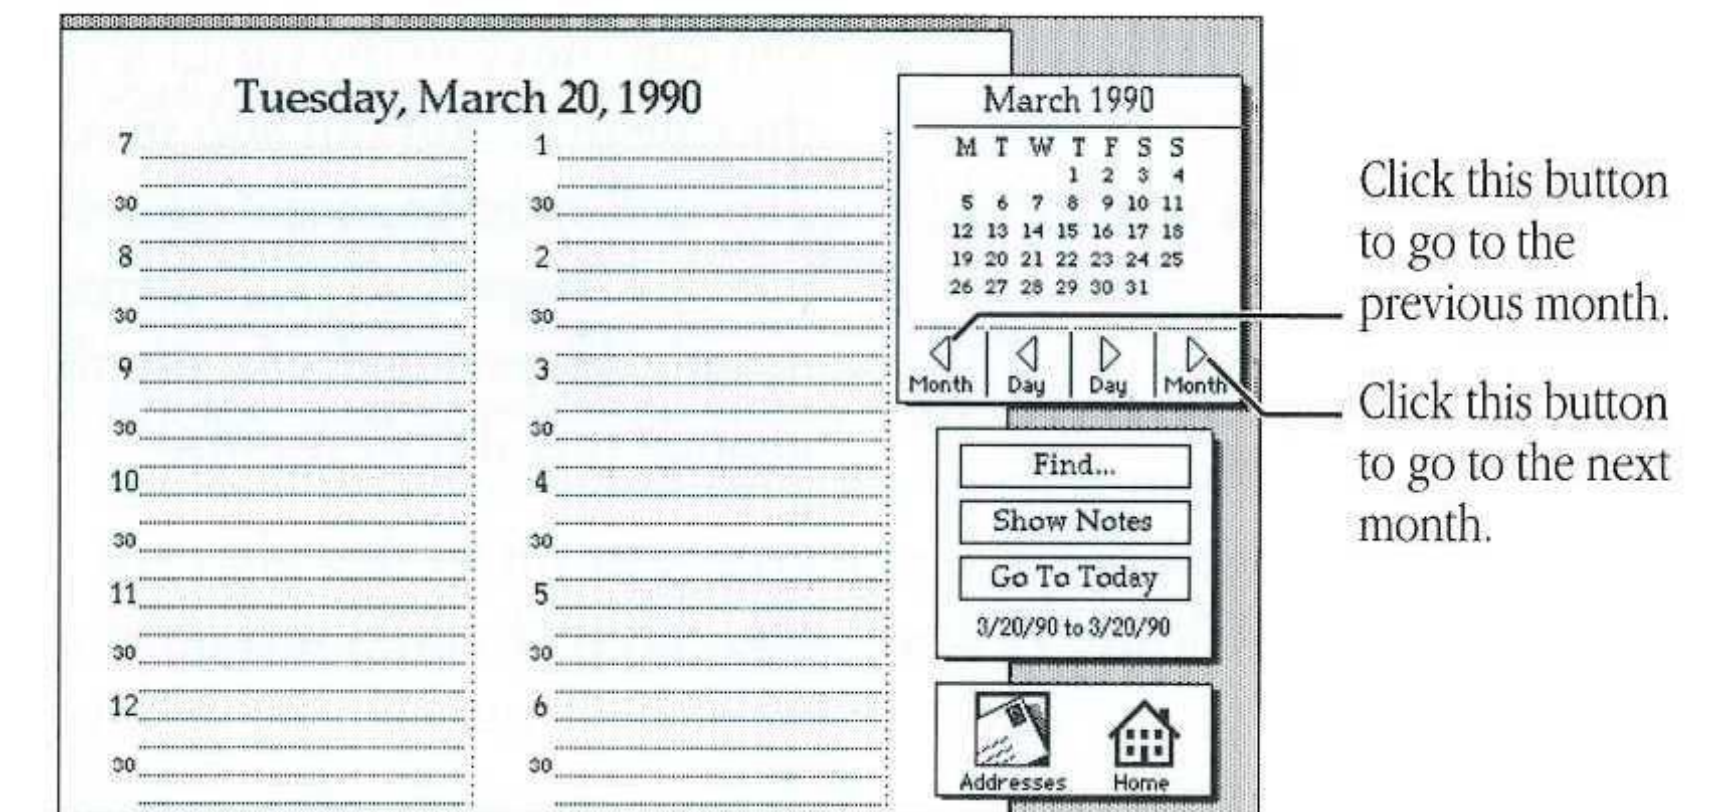 Tuesday, March 20, 1990
7
30
8
30
9
30
10
30
11
30
12
30
1
30
2
30
3
30
4
30
5
30
6
30
March 1990
M T W T F S S
1 2 3 4
5 6 7 8 9 10 11
12 13 14 15 16 17 18
19 20 21 22 23 24 25
26 27 28 29 30 31
Month Day Day Month
Find...
Show Notes
Go To Today
3/20/90 to 3/20/90
Addresses Home
Click this button
to go to the
previous month.
Click this button
to go to the next
month.